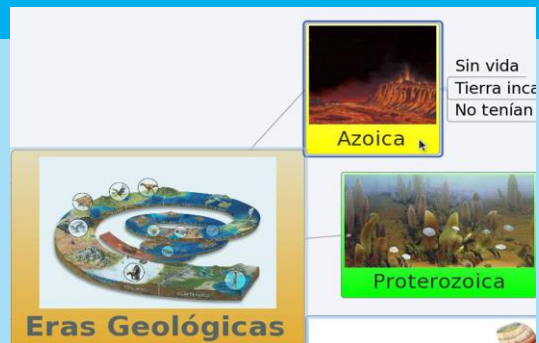 Sin vida
Tierra inca
No tenían
Azoica
Proterozoica
Eras Geológicas